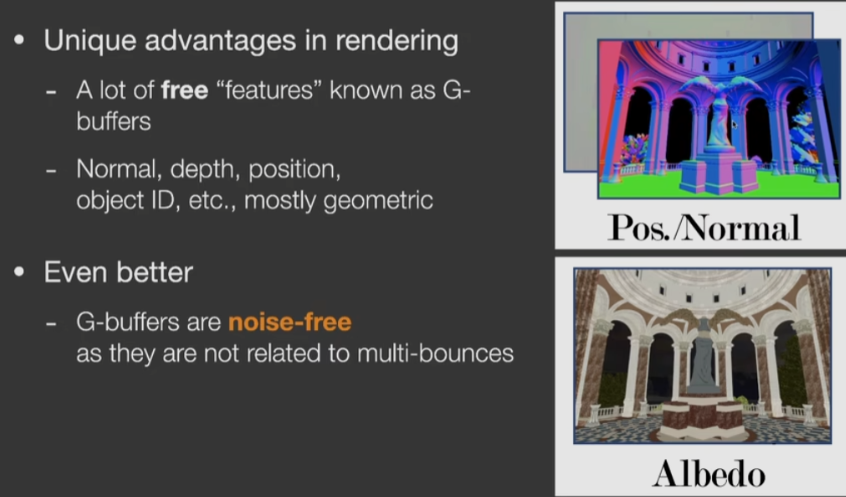 • Unique advantages in rendering
- A lot of free “features” known as G-
buffers
- Normal, depth, position,
object ID, etc., mostly geometric
• Even better
- G-buffers are noise-free
as they are not related to multi-bounces
Pos./Normal
Albedo